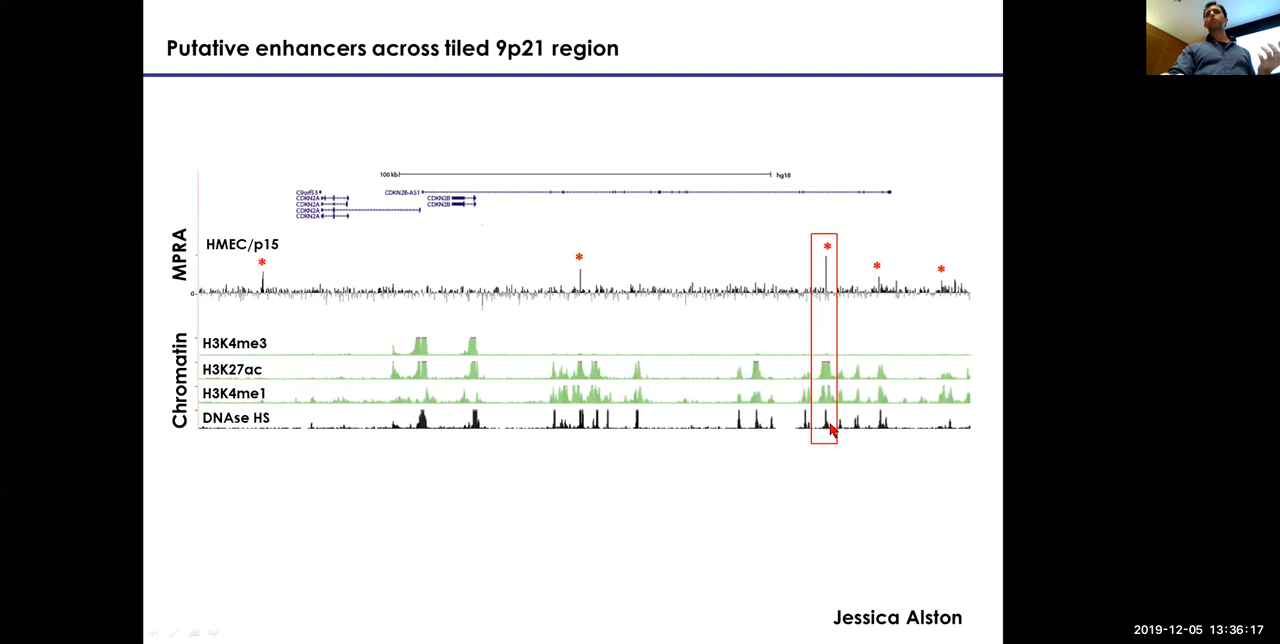 Putative enhancers across tiled 9p21 region
100 kb
hg18
C9orf53
CDKN2A
CDKN2A
CDKN2A
CDKN2A
CDKN2B-AS1
CDKN2B
CDKN2B
MPRA
HMEC/p15
* * * * *
0
Chromatin
H3K4me3
H3K27ac
H3K4me1
DNAse HS
Jessica Alston
2019-12-05 13:36:17